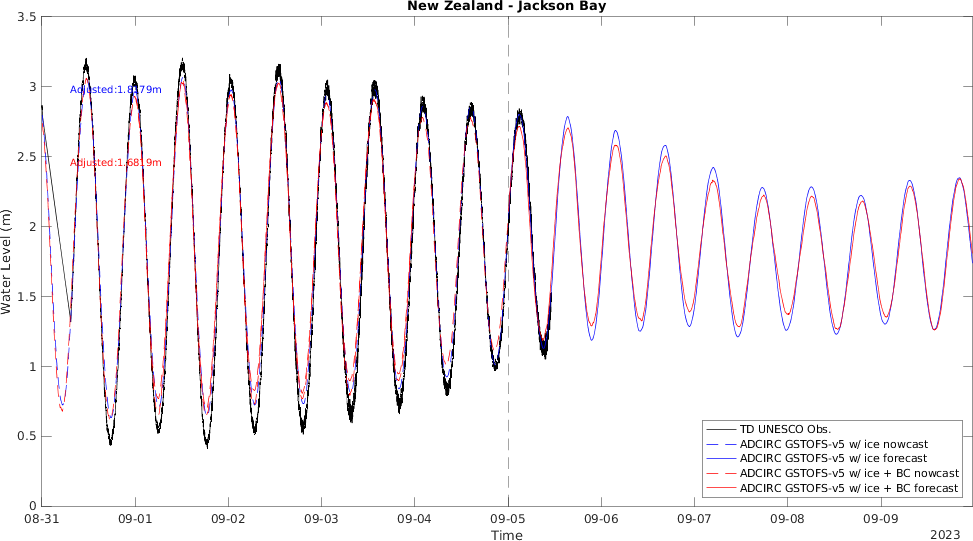 New Zealand - Jackson Bay
3.5
3
2.5
2
1.5
1
0.5
0
Water Level (m)
Adjusted:1.8179m
Adjusted:1.6819m
TD UNESCO Obs.
ADCIRC GSTOFS-v5 w/ ice nowcast
ADCIRC GSTOFS-v5 w/ ice forecast
ADCIRC GSTOFS-v5 w/ ice + BC nowcast
ADCIRC GSTOFS-v5 w/ ice + BC forecast
08-31 09-01 09-02 09-03 09-04 09-05 09-06 09-07 09-08 09-09
Time
2023